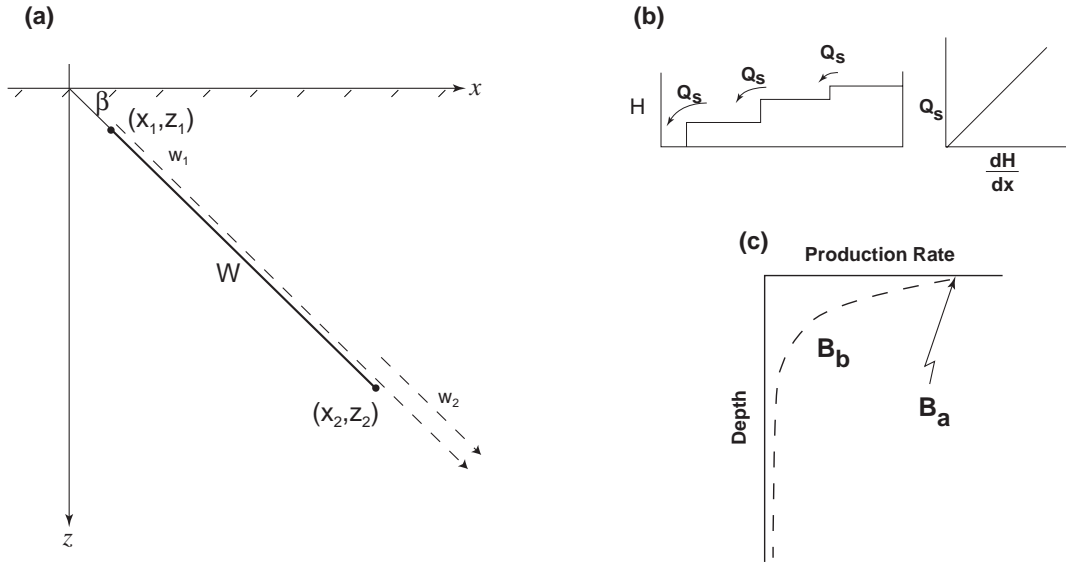 (a)
x
β
(x1,z1)
w1
W
(x2,z2)
w2
z
(b)
H
Qs
Qs
Qs
Qs
dH
dx
(c)
Production Rate
Depth
Bb
Ba